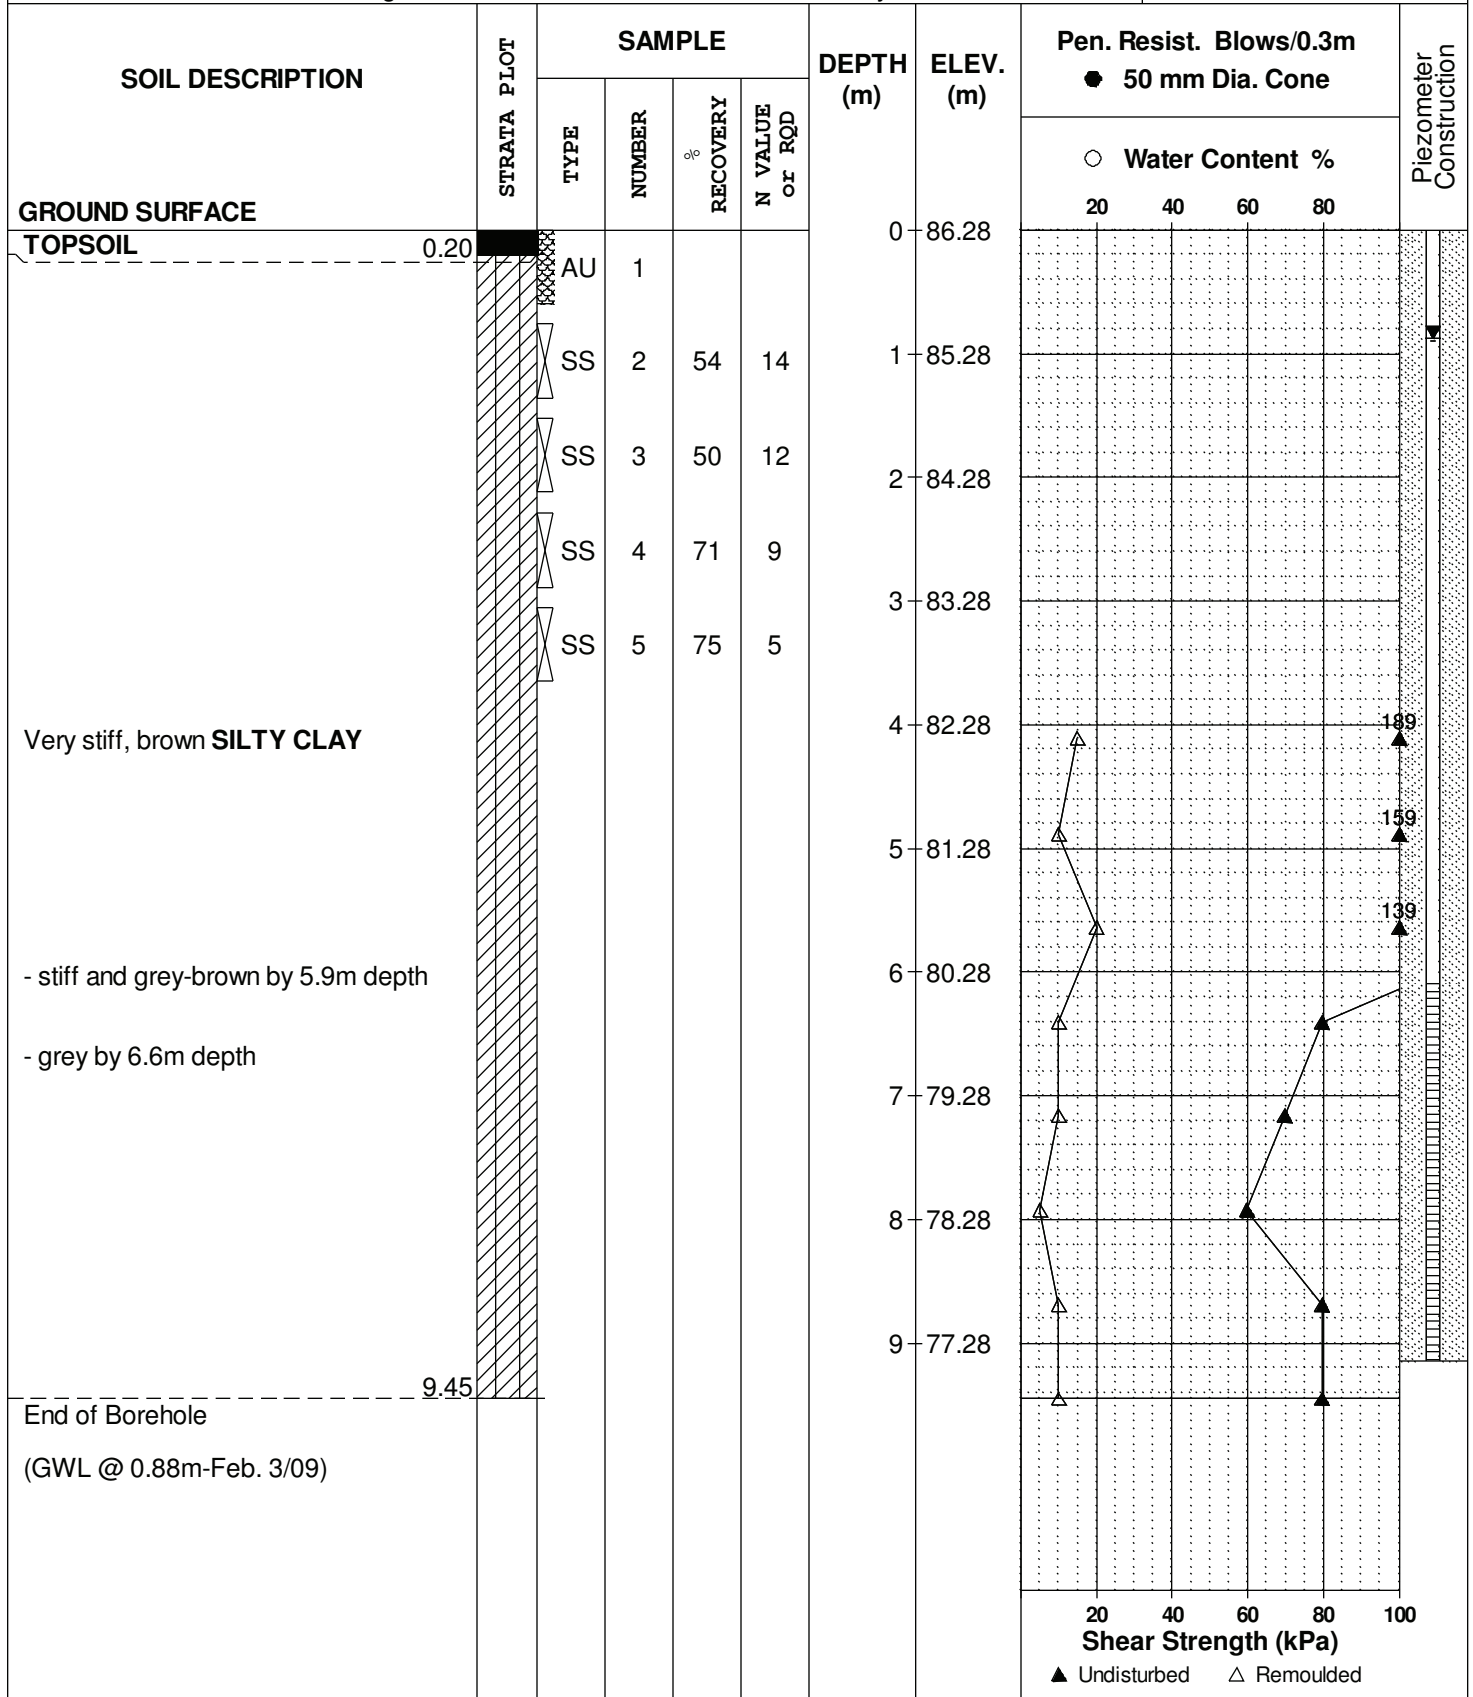 SOIL DESCRIPTION
GROUND SURFACE
STRATA PLOT
SAMPLE
TYPE
NUMBER
%
RECOVERY
N VALUE
or RQD
DEPTH
(m)
ELEV.
(m)
Pen. Resist. Blows/0.3m
● 50 mm Dia. Cone
○ Water Content %
20 40 60 80
Piezometer
Construction
TOPSOIL 0.20
0 86.28
AU 1
SS 2 54 14
1 85.28
SS 3 50 12
2 84.28
SS 4 71 9
3 83.28
SS 5 75 5
4 82.28
189
Very stiff, brown SILTY CLAY
159
5 81.28
139
6 80.28
- stiff and grey-brown by 5.9m depth
- grey by 6.6m depth
7 79.28
8 78.28
9 77.28
9.45
End of Borehole
(GWL @ 0.88m-Feb. 3/09)
20 40 60 80 100
Shear Strength (kPa)
▲ Undisturbed △ Remoulded